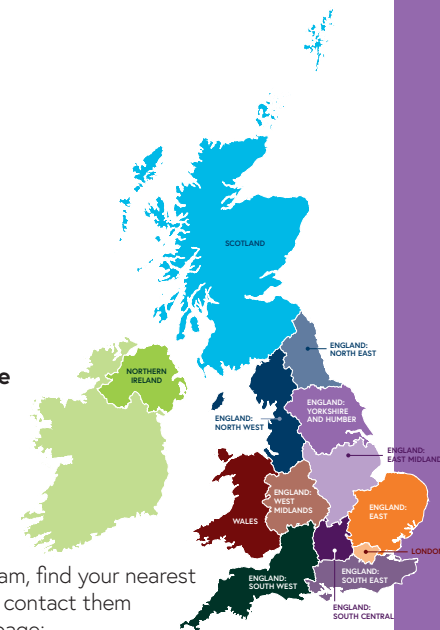 SCOTLAND
ENGLAND:
NORTH EAST
e
NORTHERN
IRELAND
ENGLAND:
YORKSHIRE
AND HUMBER
ENGLAND:
NORTH WEST
ENGLAND:
EAST MIDLAND
ENGLAND:
WEST
MIDLANDS
ENGLAND:
EAST
WALES
LONDO
am, find your nearest
ENGLAND:
SOUTH EAST
ENGLAND:
SOUTH WEST
contact them
ENGLAND:
SOUTH CENTRAL